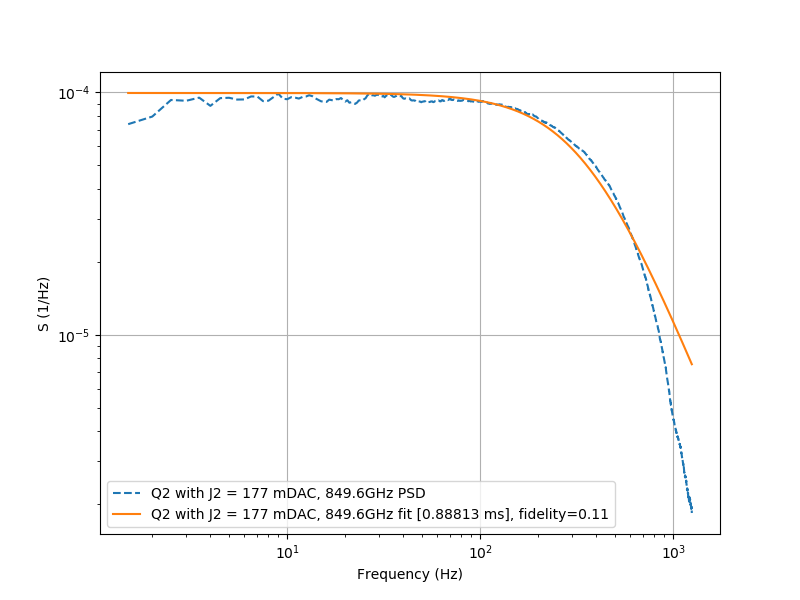 10⁻⁴
10⁻⁵
S (1/Hz)
Q2 with J2 = 177 mDAC, 849.6GHz PSD
Q2 with J2 = 177 mDAC, 849.6GHz fit [0.88813 ms], fidelity=0.11
10¹ 10² 10³
Frequency (Hz)